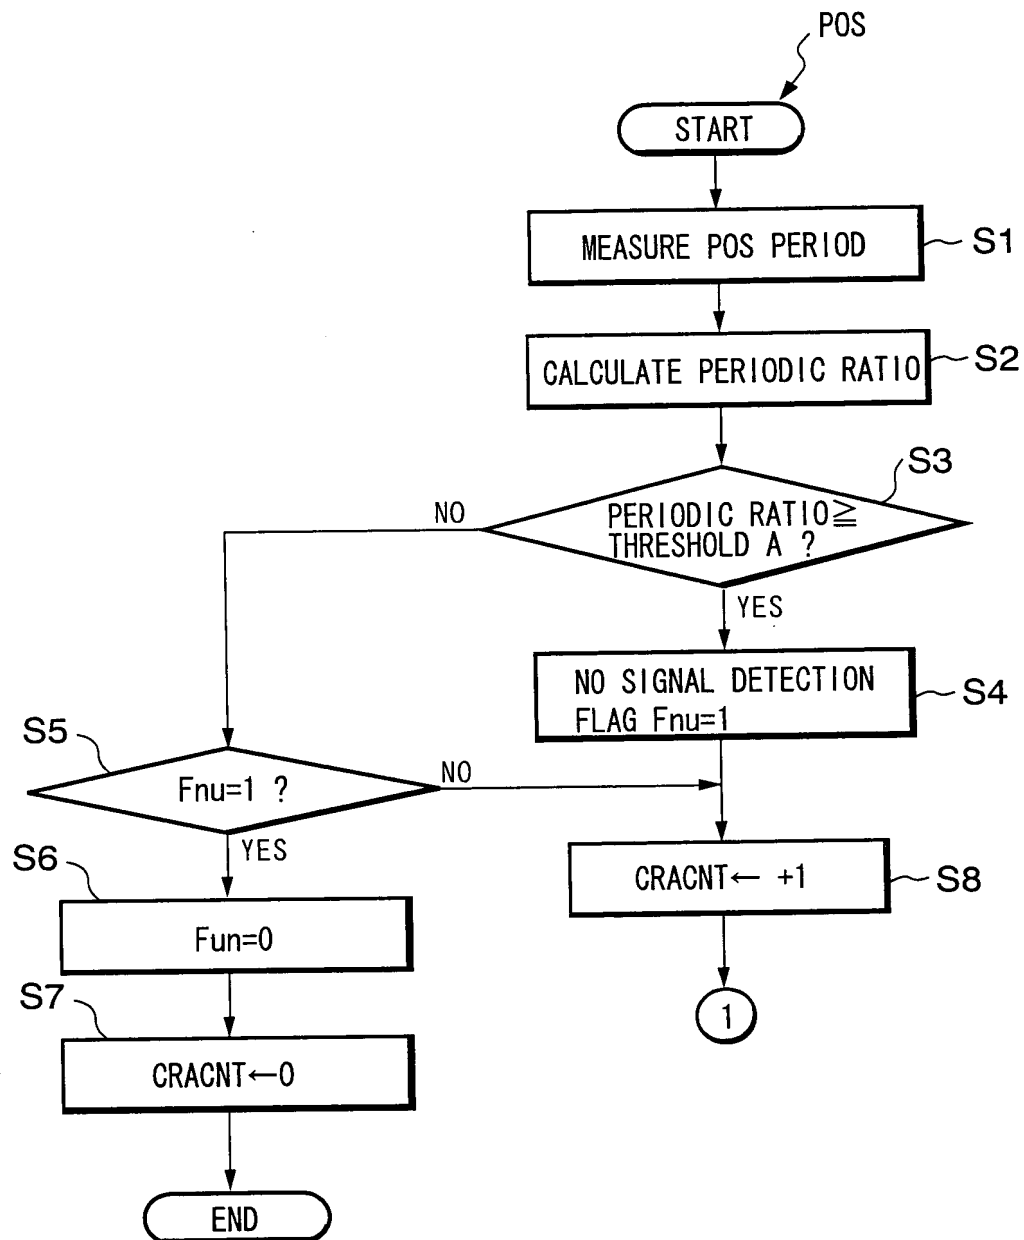 POS
START
MEASURE POS PERIOD
S1
CALCULATE PERIODIC RATIO
S2
S3
PERIODIC RATIO≧
THRESHOLD A ?
NO
YES
NO SIGNAL DETECTION
FLAG Fnu=1
S4
S5
Fnu=1 ?
NO
YES
S6
Fun=0
CRACNT← +1
S8
S7
CRACNT←0
1
END